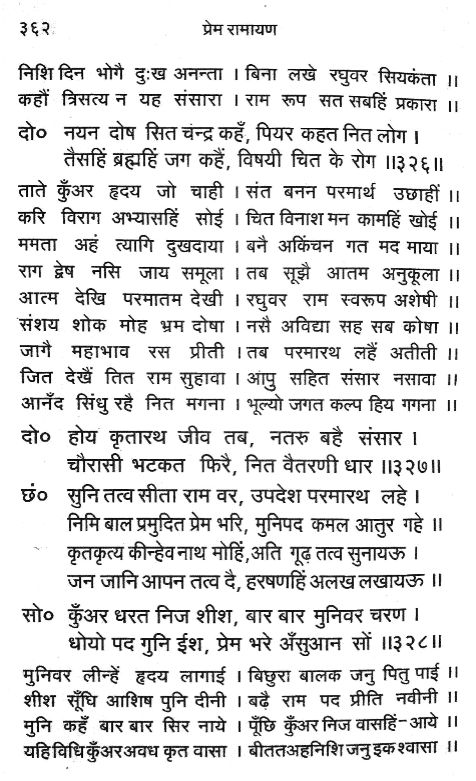 ३६२ प्रेम रामायण
निशि दिन भोगै दुःख अनन्ता । बिना लखे रघुवर सियकंता ॥
कहौं त्रिसत्य न यह संसारा । राम रूप सत सबहिं प्रकारा ॥
दो० नयन दोष सित चन्द्र कहँ, पियर कहत नित लोग ।
तैसहिं ब्रह्महिं जग कहैं, विषयी चित के रोग ॥३२६॥
ताते कुँअर हृदय जो चाही । संत बनन परमार्थ उछाहीं ॥
करि विराग अभ्यासहिं सोई । चित विनाश मन कामहिं खोई ॥
ममता अहं त्यागि दुखदाया । बनै अकिंचन गत मद माया ॥
राग द्वेष नसि जाय समूला । तब सूझै आतम अनुकूला ॥
आत्म देखि परमातम देखी । रघुवर राम स्वरूप अशेषी ॥
संशय शोक मोह भ्रम दोषा । नसै अविद्या सह सब कोषा ॥
जागै महाभाव रस प्रीती । तब परमारथ लहैं अतीती ॥
जित देखैं तित राम सुहावा । आपु सहित संसार नसावा ॥
आनँद सिंधु रहै नित मगना । भूल्यो जगत कल्प हिय गगना ॥
दो० होय कृतारथ जीव तब, नतरु बहै संसार ।
चौरासी भटकत फिरै, नित वैतरणी धार ॥३२७॥
छं० सुनि तत्व सीता राम वर, उपदेश परमारथ लहे ।
निमि बाल प्रमुदित प्रेम भरि, मुनिपद कमल आतुर गहे ॥
कृतकृत्य कीन्हेव नाथ मोहिं, अति गूढ़ तत्व सुनायऊ ।
जन जानि आपन तत्व दै, हरषणहिं अलख लखायऊ ॥
सो० कुँअर धरत निज शीश, बार बार मुनिवर चरण ।
धोयो पद गुनि ईश, प्रेम भरे अँसुआन सों ॥३२८॥
मुनिवर लीन्हें हृदय लागाई । बिछुरा बालक जनु पितु पाई ॥
शीश सूँघि आशिष पुनि दीनी । बढ़ै राम पद प्रीति नवीनी ॥
मुनि कहँ बार बार सिर नाये । पूँछि कुँअर निज वासहिं-आये ॥
यहि विधि कुँअर अवध कृत वासा । बीतत अहनिशि जनु इक श्वासा ॥